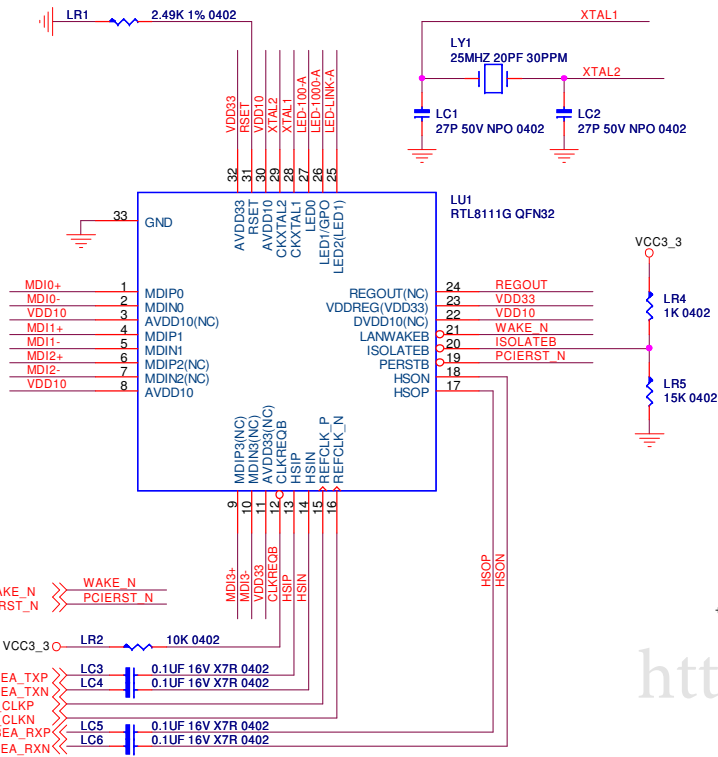 LR1 2.49K 1% 0402
XTAL1
LY1
25MHZ 20PF 30PPM
XTAL2
LC1
27P 50V NPO 0402
LC2
27P 50V NPO 0402
VDD33
RSET
VDD10
XTAL2
XTAL1
LED-100-A
LED-1000-A
LED-LINK-A
32
31
30
29
28
27
26
25
AVDD33
RSET
AVDD10
CKXTAL2
CKXTAL1
LED0
LED1/GPO
LED2(LED1)
LU1
RTL8111G QFN32
33 GND
VCC3_3
LR4
1K 0402
LR5
15K 0402
MDI0+ 1 MDIP0
MDI0- 2 MDIN0
VDD10 3 AVDD10(NC)
MDI1+ 4 MDIP1
MDI1- 5 MDIN1
MDI2+ 6 MDIP2(NC)
MDI2- 7 MDIN2(NC)
VDD10 8 AVDD10
REGOUT(NC) 24 REGOUT
VDDREG(VDD33) 23 VDD33
DVDD10(NC) 22 VDD10
LANWAKEB 21 WAKE_N
ISOLATEB 20 ISOLATEB
PERSTB 19 PCIERST_N
HSON 18
HSOP 17
MDIP3(NC)
MDIN3(NC)
AVDD33(NC)
CLKREQB
HSIP
HSIN
REFCLK_P
REFCLK_N
9
10
11
12
13
14
15
16
MDI3+
MDI3-
VDD33
CLKREQB
HSIP
HSIN
HSOP
HSON
AKE_N WAKE_N
ERST_N PCIERST_N
VCC3_3 LR2 10K 0402
EA_TXP LC3 0.1UF 16V X7R 0402
EA_TXN LC4 0.1UF 16V X7R 0402
_CLKP
_CLKN
EA_RXP LC5 0.1UF 16V X7R 0402
EA_RXN LC6 0.1UF 16V X7R 0402
htt